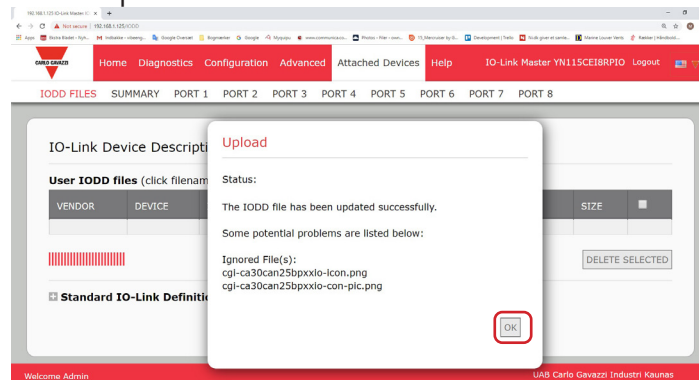 192.168.1.125 IO-Link Master
Not secure | 192.168.1.125/IODD
Apps
Google
Development | Trello
CARLO GAVAZZI
Home Diagnostics Configuration Advanced Attached Devices Help IO-Link Master YN115CEI8RPIO Logout
IODD FILES SUMMARY PORT 1 PORT 2 PORT 3 PORT 4 PORT 5 PORT 6 PORT 7 PORT 8
IO-Link Device Descripti
User IODD files (click filenam
VENDOR DEVICE SIZE
DELETE SELECTED
Standard IO-Link Definitio
Upload
Status:
The IODD file has been updated successfully.
Some potential problems are listed below:
Ignored File(s):
cgi-ca30can25bpxxio-icon.png
cgi-ca30can25bpxxio-con-pic.png
OK
Welcome Admin
UAB Carlo Gavazzi Industri Kaunas